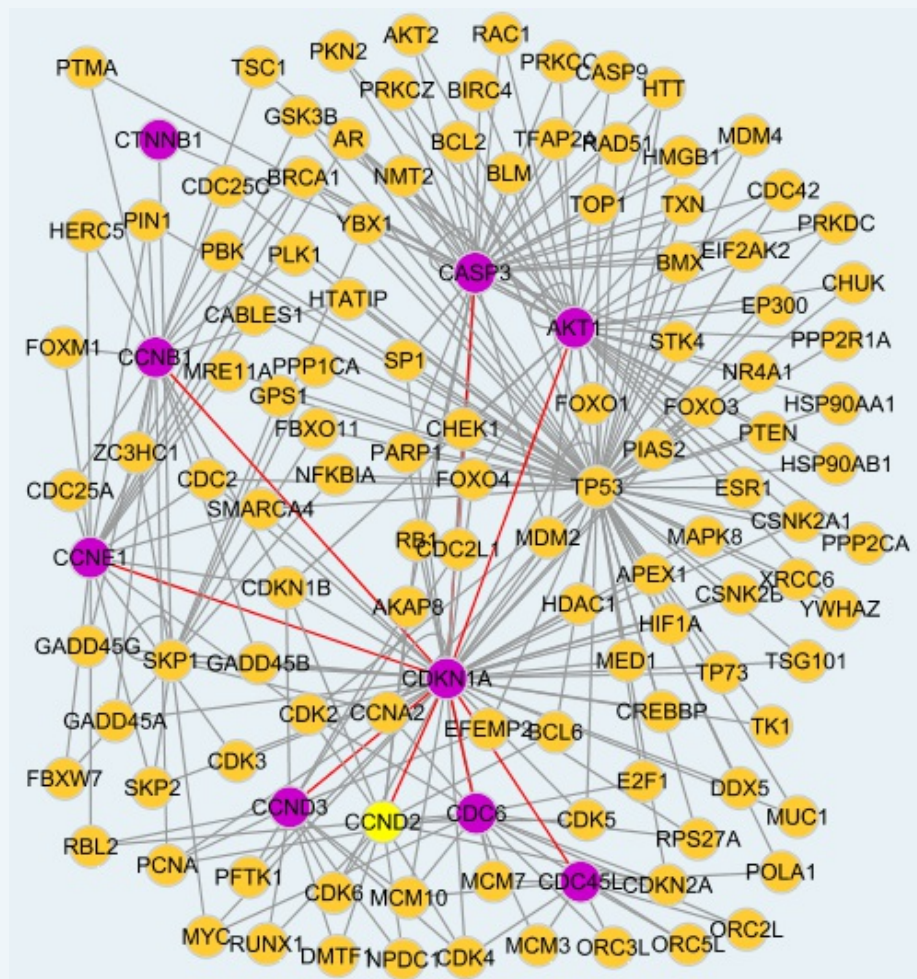 RAC1
AKT2
PKN2
PRKCC
PTMA
TSC1
CASP9
PRKCZ
BIRC4
HTT
GSK3B
CTNNB1
AR
BCL2
TFAP2A
RAD51
MDM4
HMGB1
CDC25C
BRCA1
NMT2
BLM
CDC42
HERC5
PIN1
YBX1
TOP1
TXN
PRKDC
PBK
PLK1
CASP3
BMX
EIF2AK2
CHUK
CABLES1
HTATIP
AKT1
EP300
FOXM1
CCNB1
STK4
PPP2R1A
MRE11A
PPP1CA
SP1
NR4A1
GPS1
FOXO1
FOXO3
HSP90AA1
FBXO11
CHEK1
PTEN
ZC3HC1
PARP1
PIAS2
HSP90AB1
CDC25A
CDC2
NFKBIA
FOXO4
TP53
ESR1
SMARCA4
CSNK2A1
CCNE1
RB1
CDC2L1
MDM2
MAPK8
PPP2CA
CDKN1B
APEX1
XRCC6
CSNK2B
AKAP8
HDAC1
YWHAZ
HIF1A
GADD45G
SKP1
GADD45B
CDKN1A
MED1
TP73
TSG101
GADD45A
CDK2
CCNA2
CREBBP
TK1
EFEMP2
BCL6
FBXW7
SKP2
CDK3
E2F1
DDX5
CCND3
CCND2
CDC6
CDK5
MUC1
RBL2
RPS27A
PCNA
PFTK1
CDK6
MCM10
MCM7
CDC45L
CDKN2A
POLA1
MYC
RUNX1
DMTF1
NPDC1
CDK4
MCM3
ORC3L
ORC5L
ORC2L